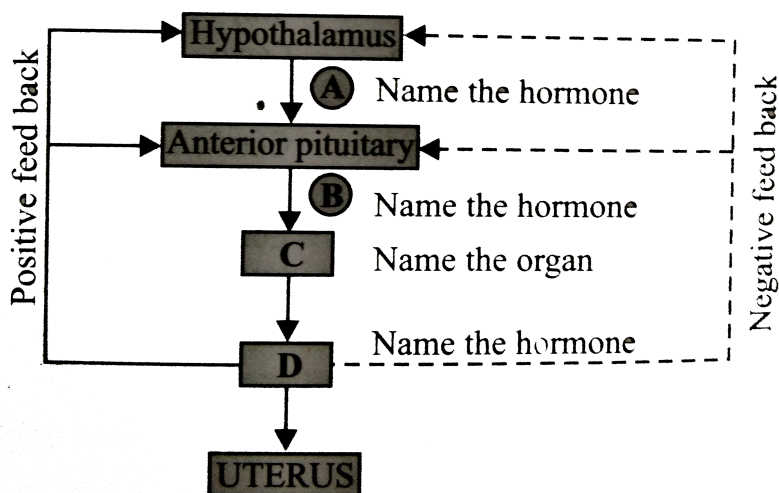 Hypothalamus
A Name the hormone
Anterior pituitary
B Name the hormone
C Name the organ
D Name the hormone
UTERUS
Positive feed back
Negative feed back